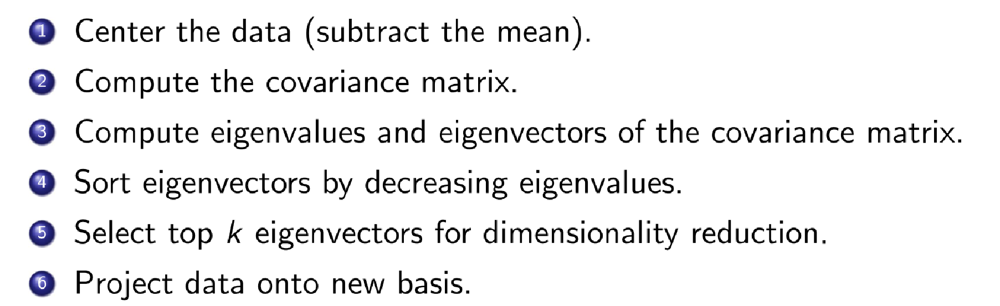 1 Center the data (subtract the mean).
2 Compute the covariance matrix.
3 Compute eigenvalues and eigenvectors of the covariance matrix.
4 Sort eigenvectors by decreasing eigenvalues.
5 Select top k eigenvectors for dimensionality reduction.
6 Project data onto new basis.